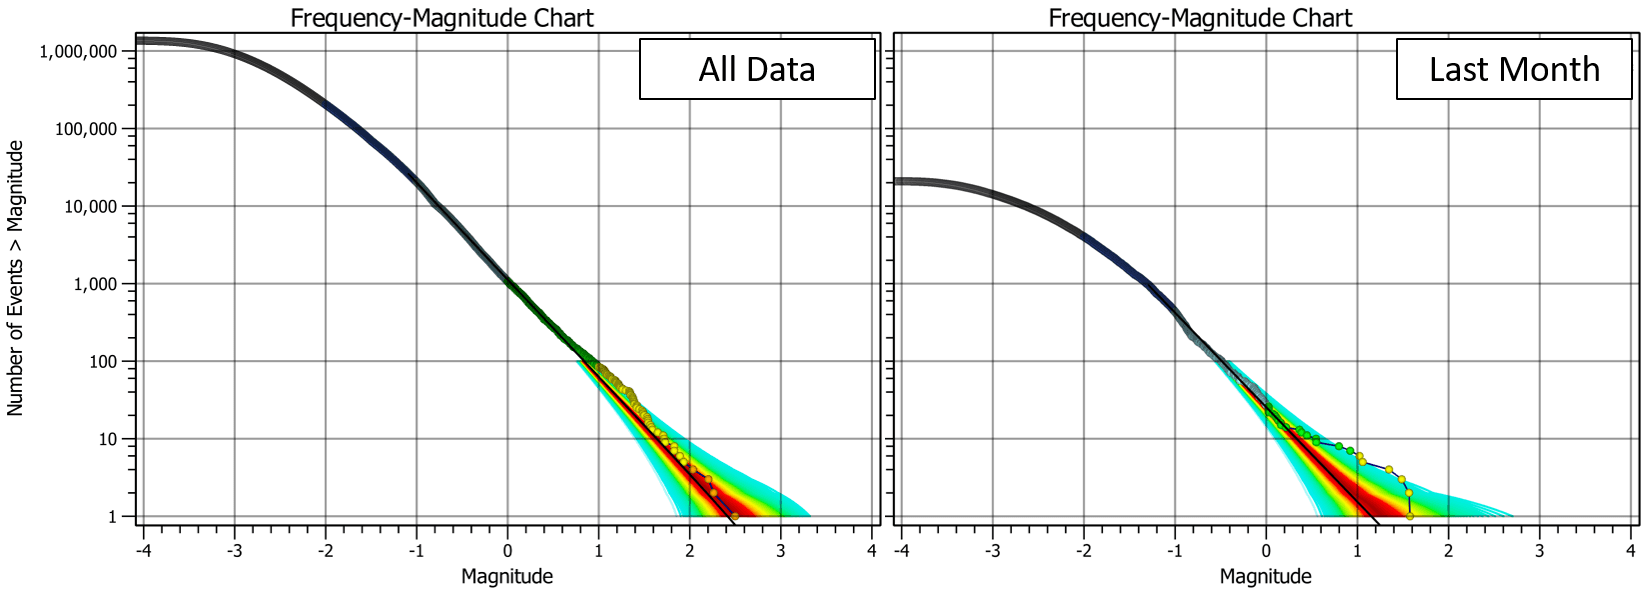 Frequency-Magnitude Chart
All Data
Number of Events > Magnitude
1,000,000
100,000
10,000
1,000
100
10
1
-4 -3 -2 -1 0 1 2 3 4
Magnitude
Frequency-Magnitude Chart
Last Month
-4 -3 -2 -1 0 1 2 3 4
Magnitude